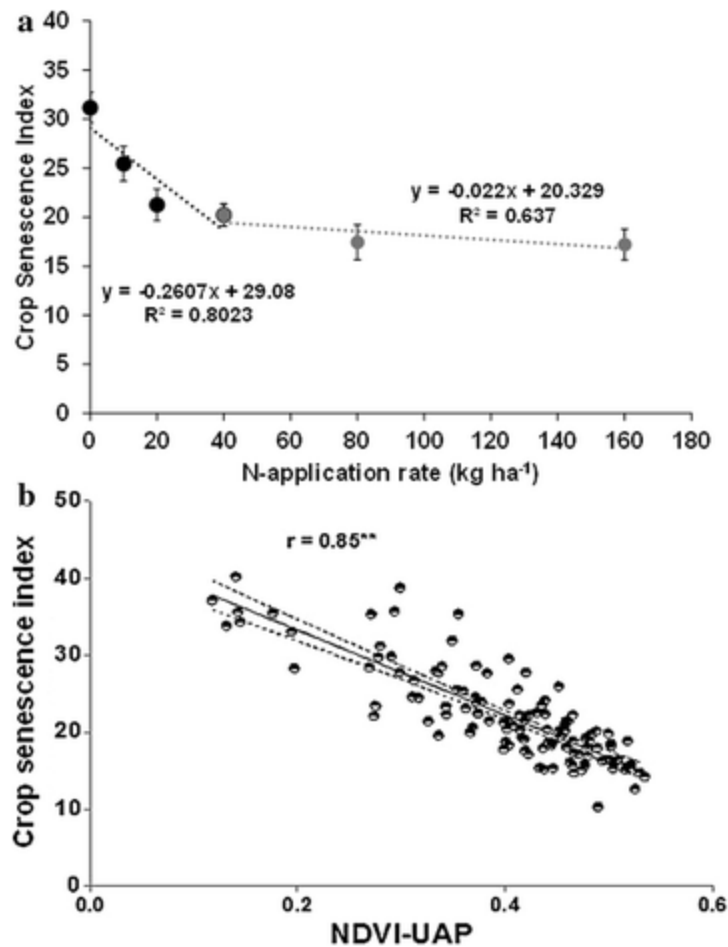 a
40
35
30
25
20
15
10
5
0
Crop Senescence Index
y = -0.022x + 20.329
R² = 0.637
y = -0.2607x + 29.08
R² = 0.8023
0 20 40 60 80 100 120 140 160 180
N-application rate (kg ha⁻¹)
b
50
40
30
20
10
0
Crop senescence index
r = 0.85**
0.0 0.2 0.4 0.6
NDVI-UAP